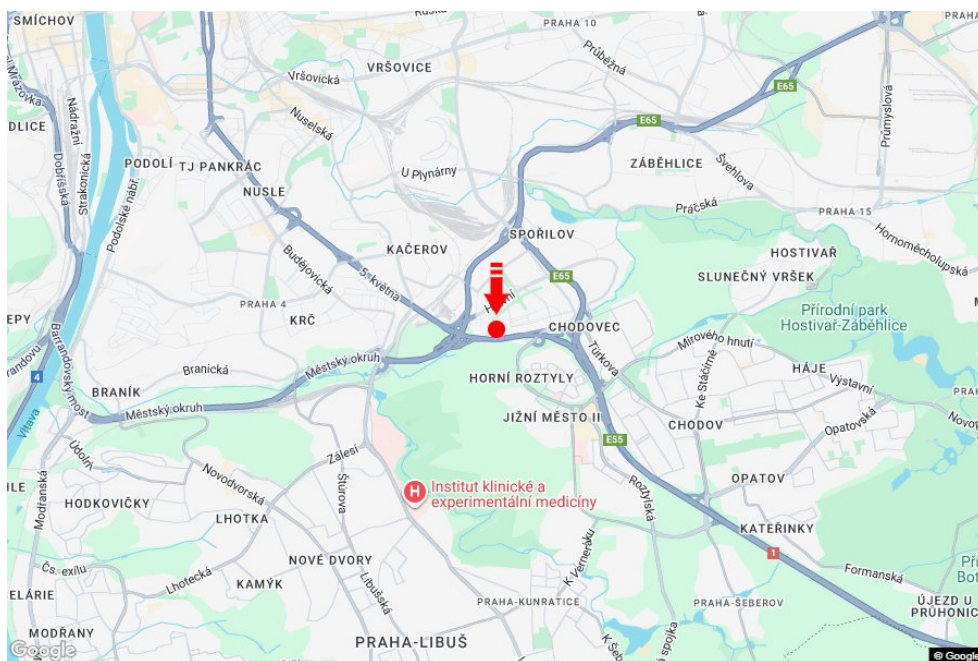 SMÍCHOV
Ruská
PRAHA 10
Průběžná
VRŠOVICE
Vršovická
Nuselská
Nádražní
Strakonická
Dobříšská
E65
Průmyslová
PODOLÍ
TJ PANKRÁC
U Plynárny
E65
ZÁBĚHLICE
Švehlova
NUSLE
Podolské nábř.
Práčská
PRAHA 15
SPOŘILOV
KAČEROV
HOSTIVAŘ
Hornoměcholupská
Budějovická
5. května
E65
SLUNEČNÝ VRŠEK
PRAHA 4
KRČ
Přírodní park
Hostivař-Záběhlice
CHODOVEC
Mírového hnutí
Türkova
Barrandovský most
4
Branická
Městský okruh
HORNÍ ROZTYLY
Ke Stáčírně
HÁJE
Výstavní
BRANÍK
Městský okruh
JIŽNÍ MĚSTO II
CHODOV
Opatovská
Vltava
E55
Údolní
Zálesí
Modřanská
Novodvorská
Štúrova
Institut klinické a
experimentální medicíny
H
Roztylská
OPATOV
HODKOVIČKY
LHOTKA
KATEŘINKY
1
NOVÉ DVORY
K Verneráku
Čs. exilu
Lhotecká
KAMÝK
Libušská
Formanská
PRAHA-KUNRATICE
PRAHA-ŠEBEROV
ÚJEZD U
PRŮHONIC
MODŘANY
PRAHA-LIBUŠ
spojka
Google
© Google